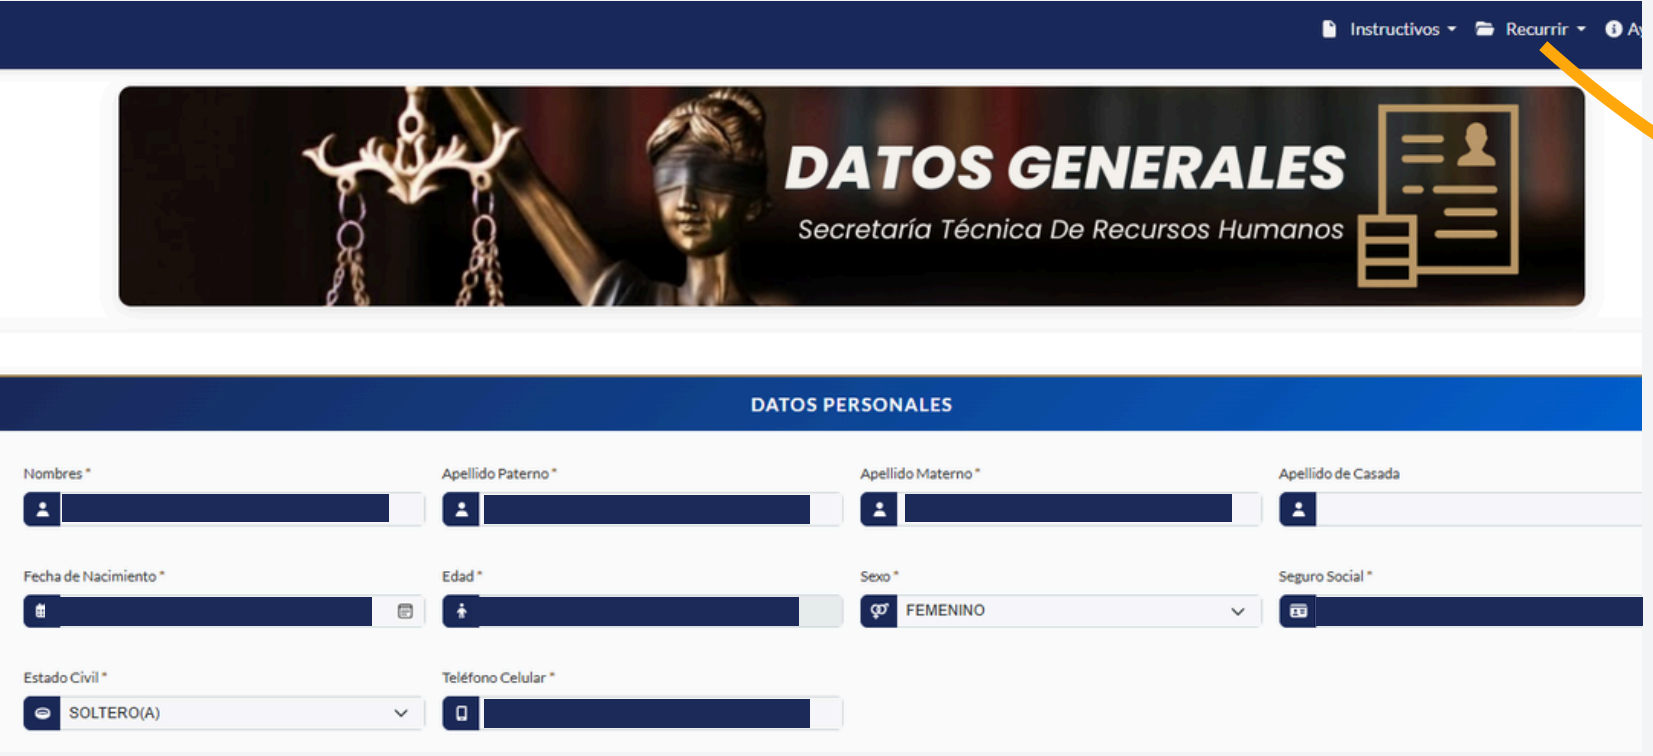 Instructivos Recurrir
DATOS GENERALES
Secretaría Técnica De Recursos Humanos
DATOS PERSONALES
Nombres * Apellido Paterno * Apellido Materno * Apellido de Casada
Fecha de Nacimiento * Edad * Sexo * Seguro Social *
FEMENINO
Estado Civil * Teléfono Celular *
SOLTERO(A)